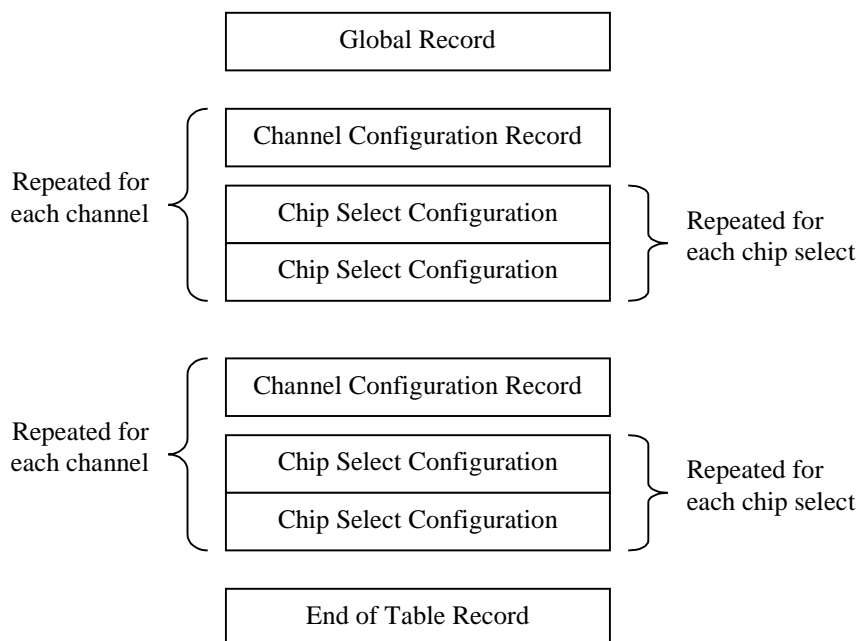 Global Record
Channel Configuration Record
Repeated for
each channel
Chip Select Configuration
Chip Select Configuration
Repeated for
each chip select
Channel Configuration Record
Repeated for
each channel
Chip Select Configuration
Chip Select Configuration
Repeated for
each chip select
End of Table Record